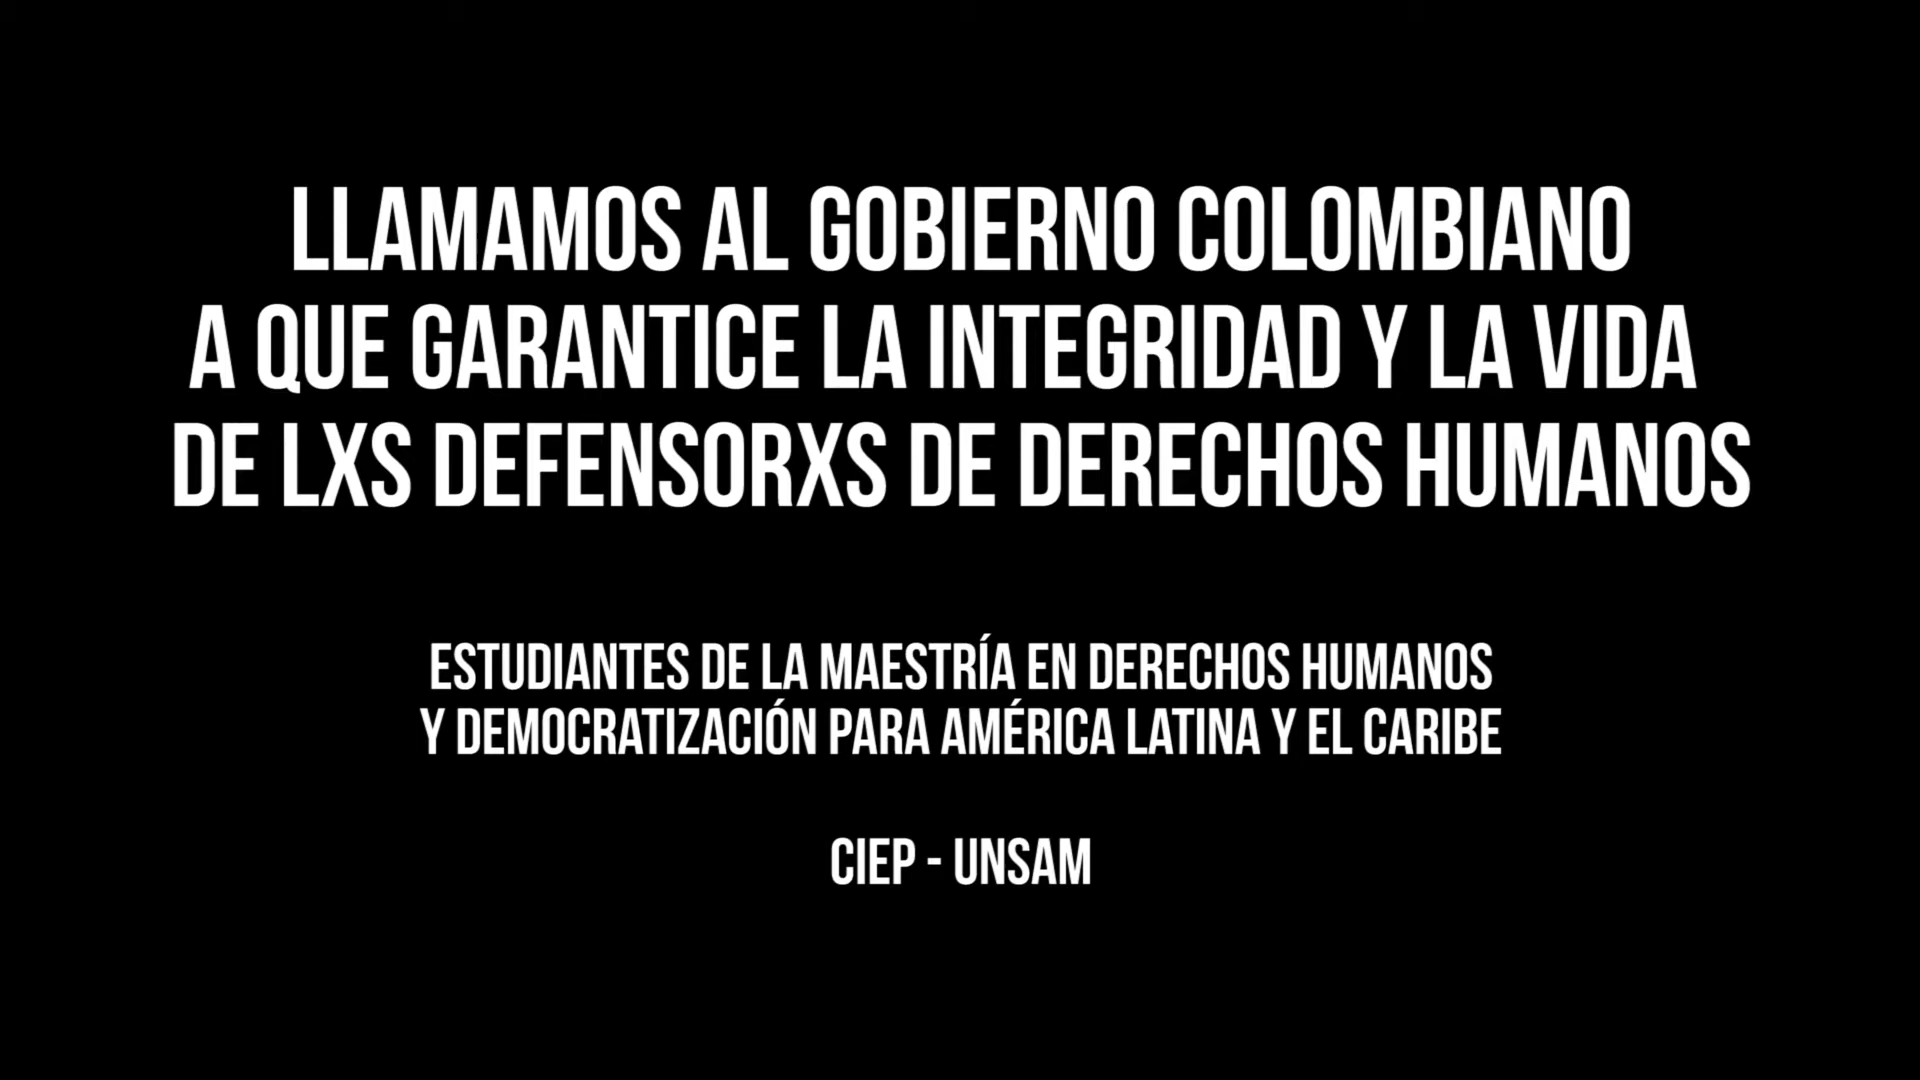 LLAMAMOS AL GOBIERNO COLOMBIANO
A QUE GARANTICE LA INTEGRIDAD Y LA VIDA
DE LXS DEFENSORXS DE DERECHOS HUMANOS
ESTUDIANTES DE LA MAESTRÍA EN DERECHOS HUMANOS
Y DEMOCRATIZACIÓN PARA AMÉRICA LATINA Y EL CARIBE
CIEP - UNSAM